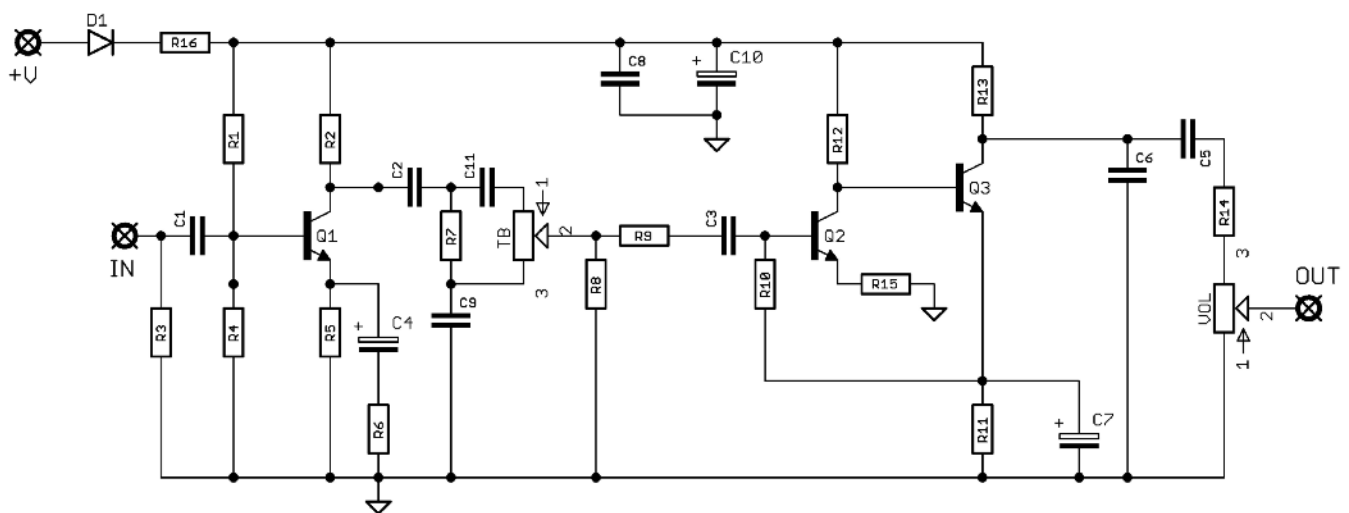 D1
R16
+V
C8
+
C10
R13
R1
R2
R12
C2
C11
1
C5
C6
Q3
C1
Q1
R7
TB
2
R9
C3
Q2
R14
IN
R10
R15
3
OUT
R8
3
C9
VOL
2
R3
R4
R5
+
C4
1
R6
R11
+
C7